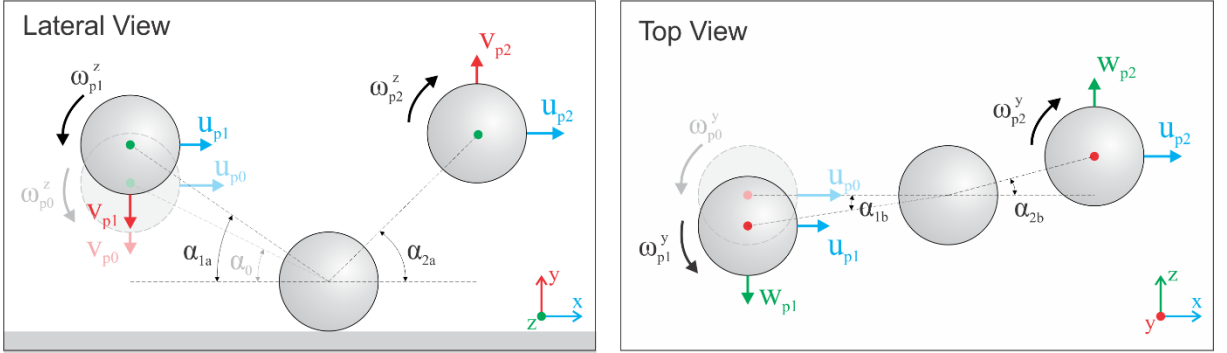 Lateral View
ω_p1^z
u_p1
ω_p0^z
u_p0
v_p1
v_p0
α_1a
α_0
α_2a
ω_p2^z
v_p2
u_p2
y
z
x
Top View
ω_p0^y
u_p0
ω_p1^y
u_p1
w_p1
α_1b
α_2b
ω_p2^y
w_p2
u_p2
z
y
x